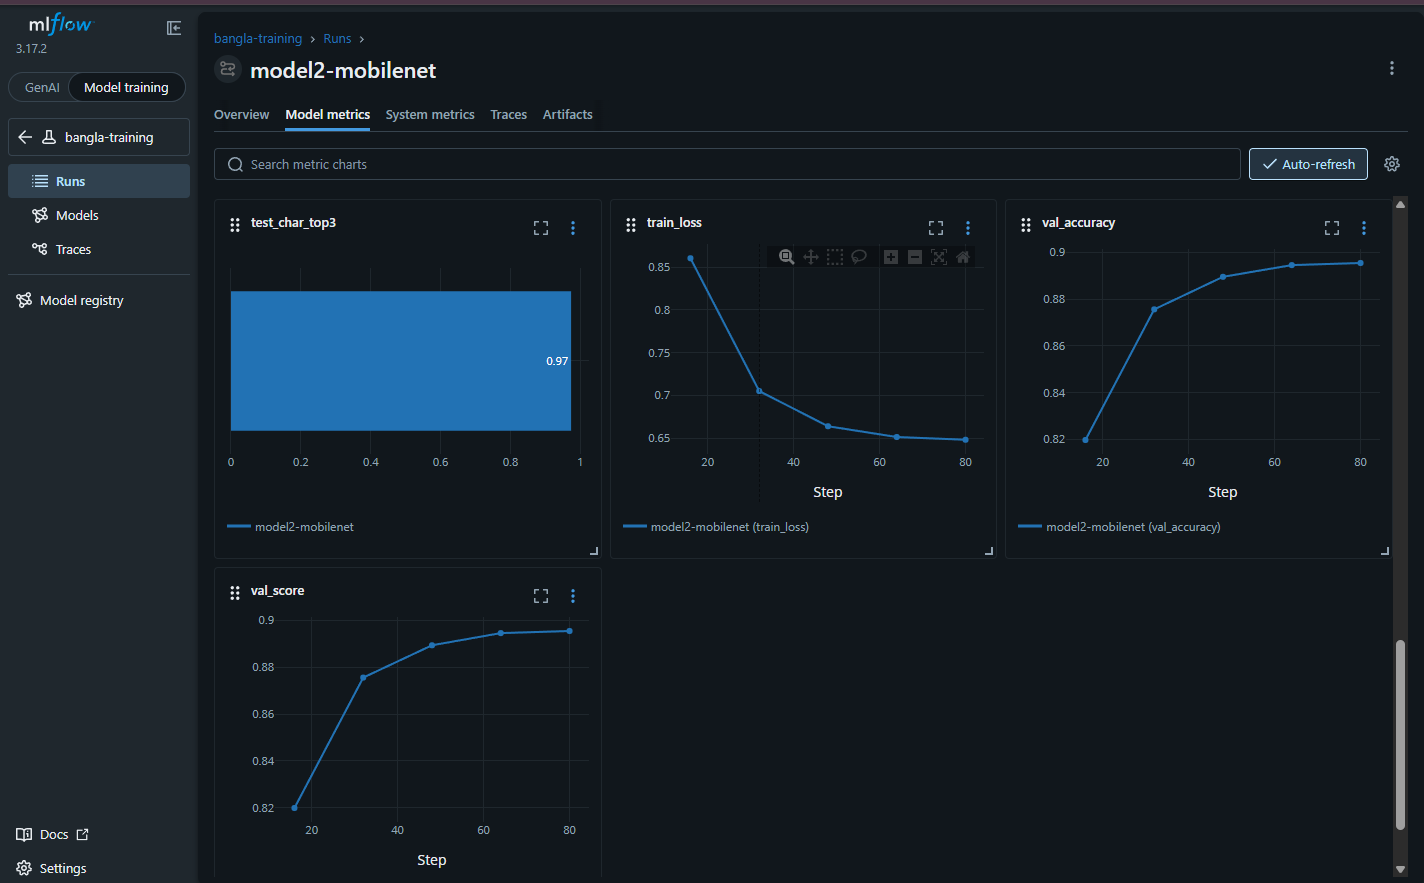 mlflow
3.17.2
GenAI
Model training
bangla-training
Runs
Models
Traces
Model registry
Docs
Settings
bangla-training › Runs ›
model2-mobilenet
Overview Model metrics System metrics Traces Artifacts
Search metric charts
Auto-refresh
test_char_top3
0.97
0 0.2 0.4 0.6 0.8 1
model2-mobilenet
train_loss
0.85
0.8
0.75
0.7
0.65
20 40 60 80
Step
model2-mobilenet (train_loss)
val_accuracy
0.9
0.88
0.86
0.84
0.82
20 40 60 80
Step
model2-mobilenet (val_accuracy)
val_score
0.9
0.88
0.86
0.84
0.82
20 40 60 80
Step